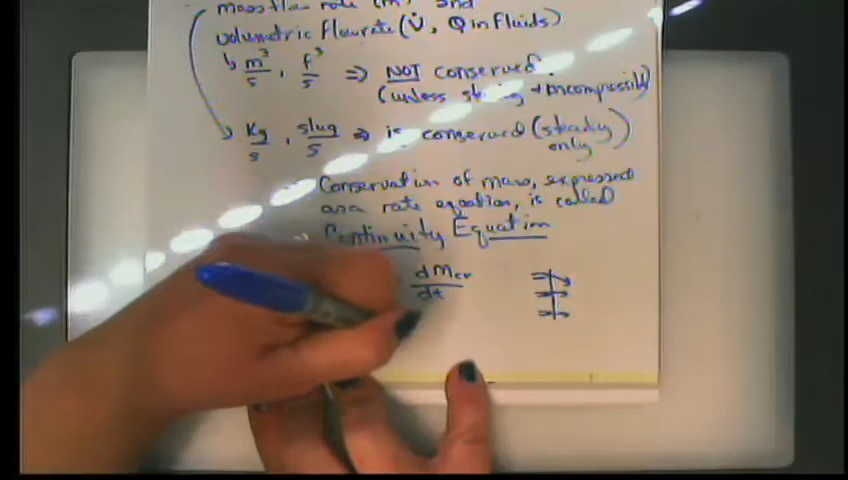 mass flow rate (ṁ) and
volumetric flowrate (V̇, Q in fluids)
m³/s, f³/s ⇒ NOT conserved.
(unless st g + incompressible)
Kg/s, slug/s ⇒ is conserved (steady
only)
Conservation of mass, expressed
as a rate equation, is called
Continuity Equation
dMcv/dt